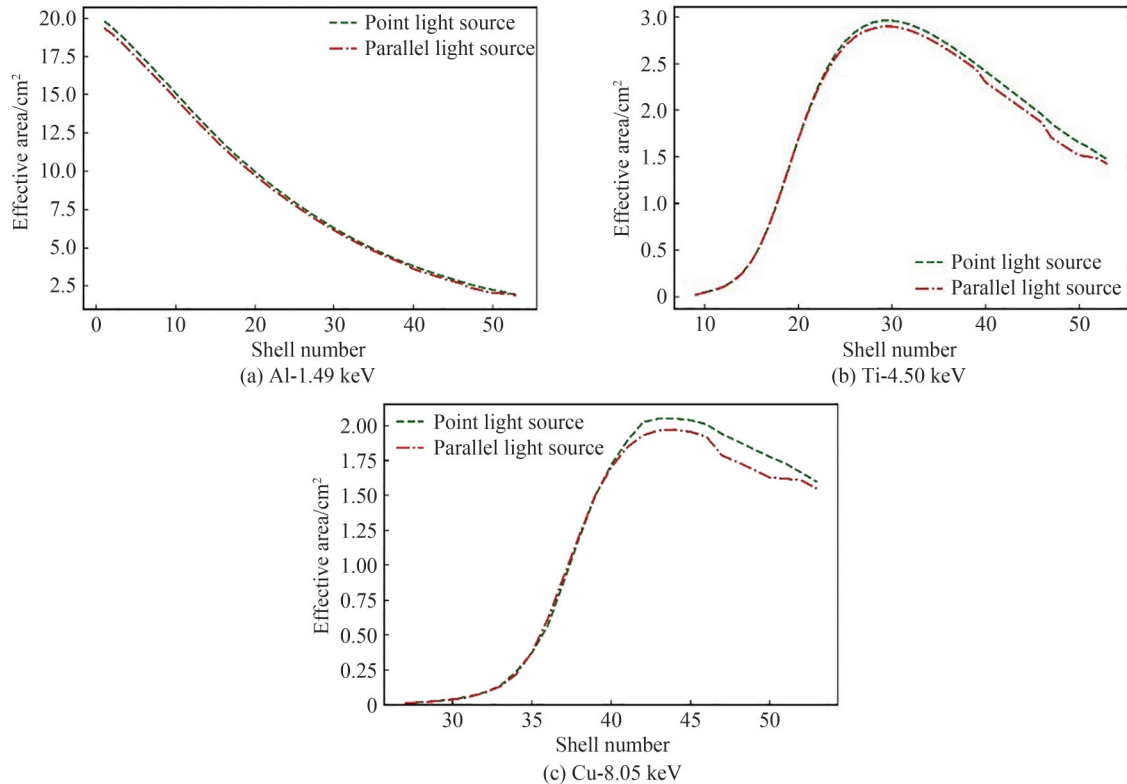 20.0
17.5
15.0
12.5
10.0
7.5
5.0
2.5
Effective area/cm²
Point light source
Parallel light source
0 10 20 30 40 50
Shell number
(a) Al-1.49 keV
3.0
2.5
2.0
1.5
1.0
0.5
0
Effective area/cm²
Point light source
Parallel light source
10 20 30 40 50
Shell number
(b) Ti-4.50 keV
2.00
1.75
1.50
1.25
1.00
0.75
0.50
0.25
0
Effective area/cm²
Point light source
Parallel light source
30 35 40 45 50
Shell number
(c) Cu-8.05 keV